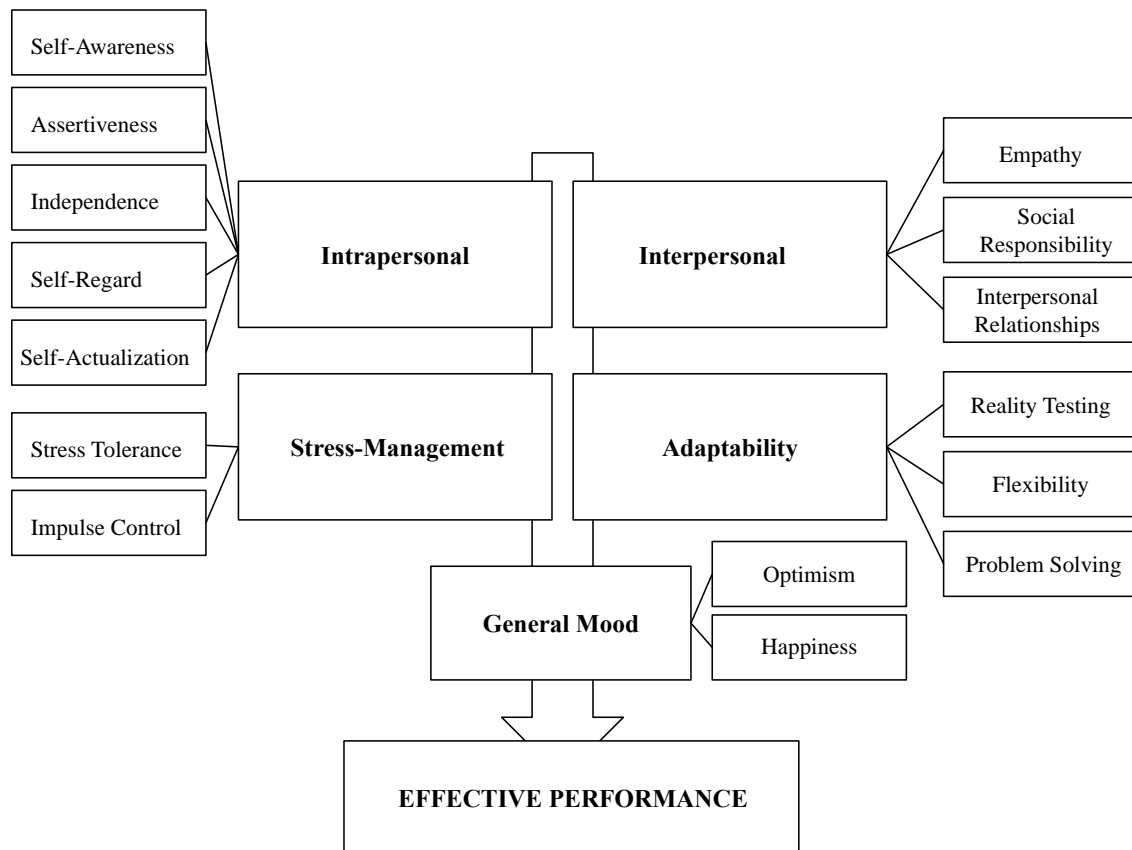 Self-Awareness
Assertiveness
Independence
Self-Regard
Self-Actualization
Stress Tolerance
Impulse Control
Intrapersonal
Stress-Management
Interpersonal
Adaptability
Empathy
Social
Responsibility
Interpersonal
Relationships
Reality Testing
Flexibility
Problem Solving
General Mood
Optimism
Happiness
EFFECTIVE PERFORMANCE